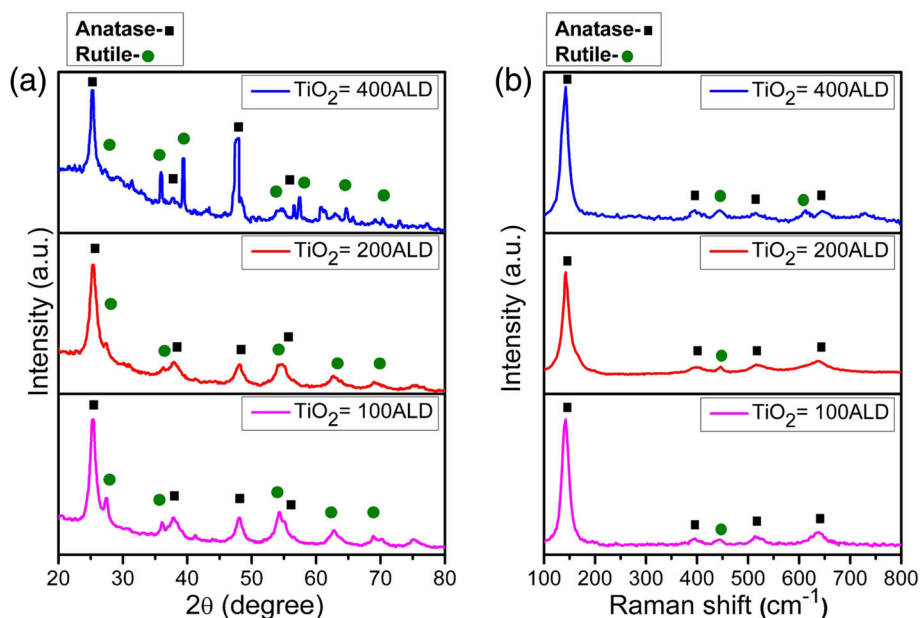 Anatase-■
Rutile-●
(a)
TiO₂= 400ALD
TiO₂= 200ALD
TiO₂= 100ALD
Intensity (a.u.)
20 30 40 50 60 70 80
2θ (degree)
Anatase-■
Rutile-●
(b)
TiO₂= 400ALD
TiO₂= 200ALD
TiO₂= 100ALD
Intensity (a.u.)
100 200 300 400 500 600 700 800
Raman shift (cm⁻¹)